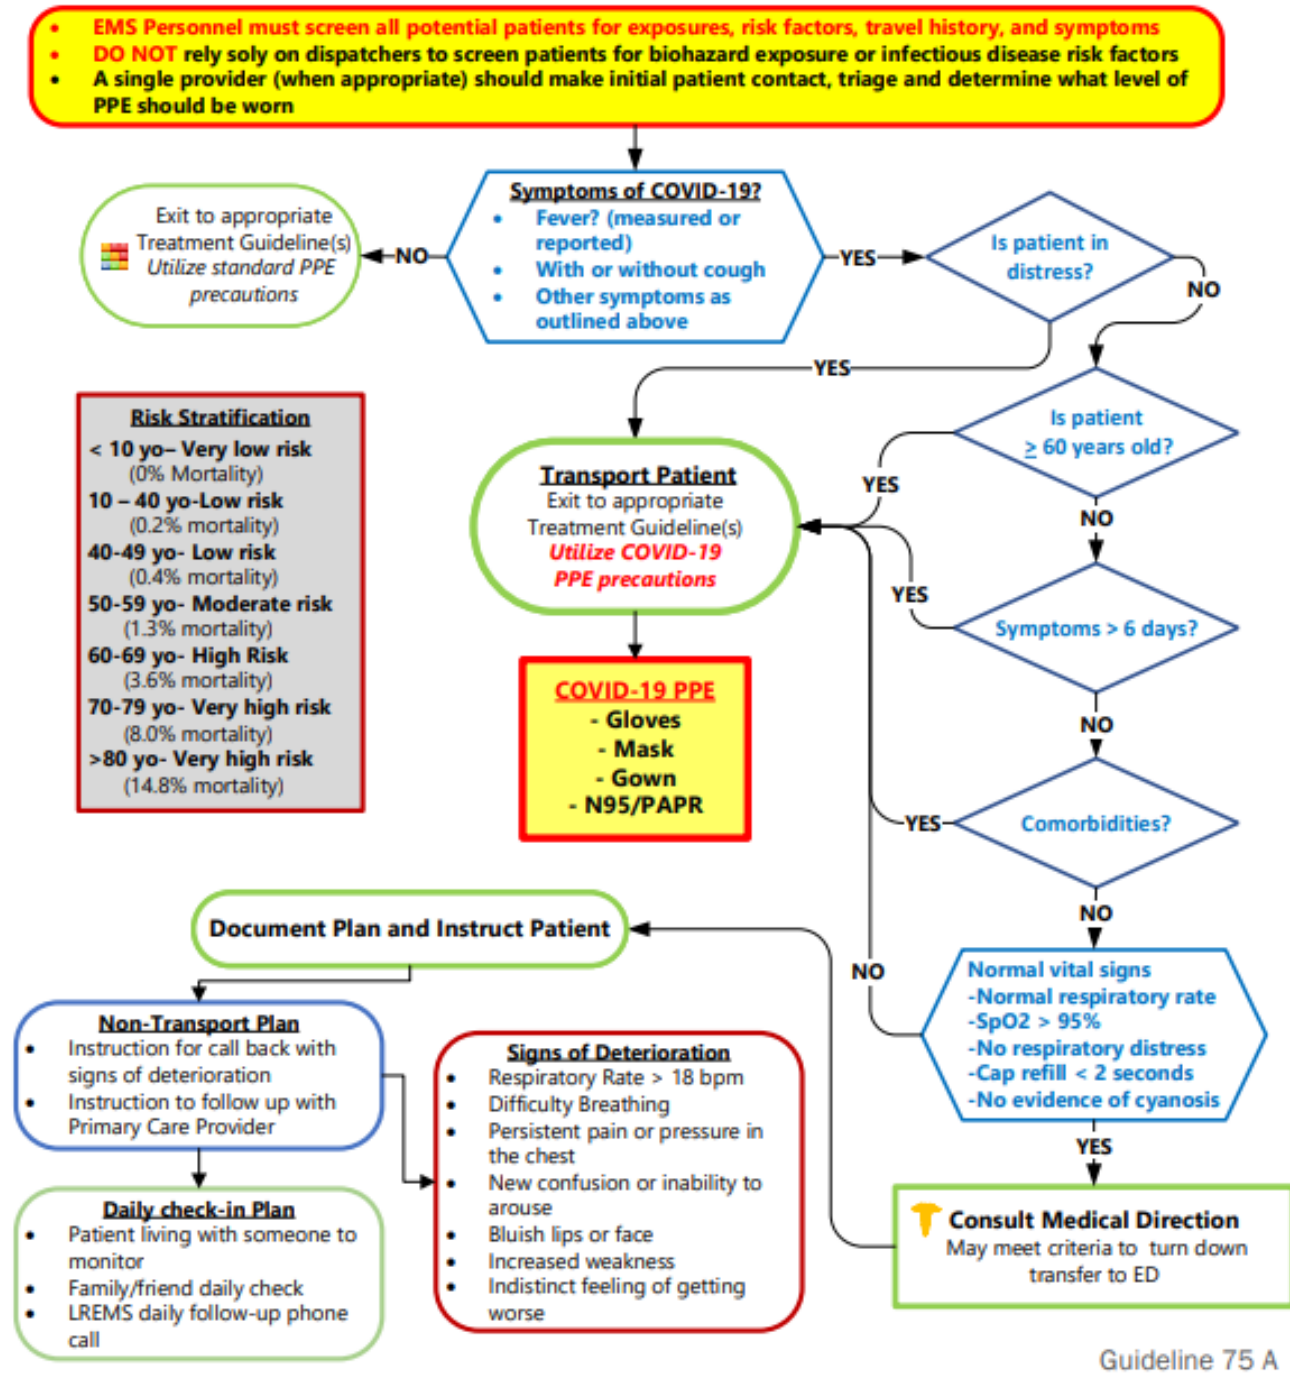 • EMS Personnel must screen all potential patients for exposures, risk factors, travel history, and symptoms
• DO NOT rely soly on dispatchers to screen patients for biohazard exposure or infectious disease risk factors
• A single provider (when appropriate) should make initial patient contact, triage and determine what level of
PPE should be worn
Symptoms of COVID-19?
• Fever? (measured or
reported)
• With or without cough
• Other symptoms as
outlined above
NO
Exit to appropriate
Treatment Guideline(s)
Utilize standard PPE
precautions
YES
Is patient in
distress?
NO
YES
Is patient
≥ 60 years old?
YES
NO
Symptoms > 6 days?
YES
NO
Comorbidities?
YES
NO
Normal vital signs
-Normal respiratory rate
-SpO2 > 95%
-No respiratory distress
-Cap refill < 2 seconds
-No evidence of cyanosis
NO
YES
Consult Medical Direction
May meet criteria to turn down
transfer to ED
Transport Patient
Exit to appropriate
Treatment Guideline(s)
Utilize COVID-19
PPE precautions
COVID-19 PPE
- Gloves
- Mask
- Gown
- N95/PAPR
Risk Stratification
< 10 yo– Very low risk
(0% Mortality)
10 – 40 yo-Low risk
(0.2% mortality)
40-49 yo- Low risk
(0.4% mortality)
50-59 yo- Moderate risk
(1.3% mortality)
60-69 yo- High Risk
(3.6% mortality)
70-79 yo- Very high risk
(8.0% mortality)
>80 yo- Very high risk
(14.8% mortality)
Document Plan and Instruct Patient
Non-Transport Plan
• Instruction for call back with
signs of deterioration
• Instruction to follow up with
Primary Care Provider
Daily check-in Plan
• Patient living with someone to
monitor
• Family/friend daily check
• LREMS daily follow-up phone
call
Signs of Deterioration
• Respiratory Rate > 18 bpm
• Difficulty Breathing
• Persistent pain or pressure in
the chest
• New confusion or inability to
arouse
• Bluish lips or face
• Increased weakness
• Indistinct feeling of getting
worse
Guideline 75 A